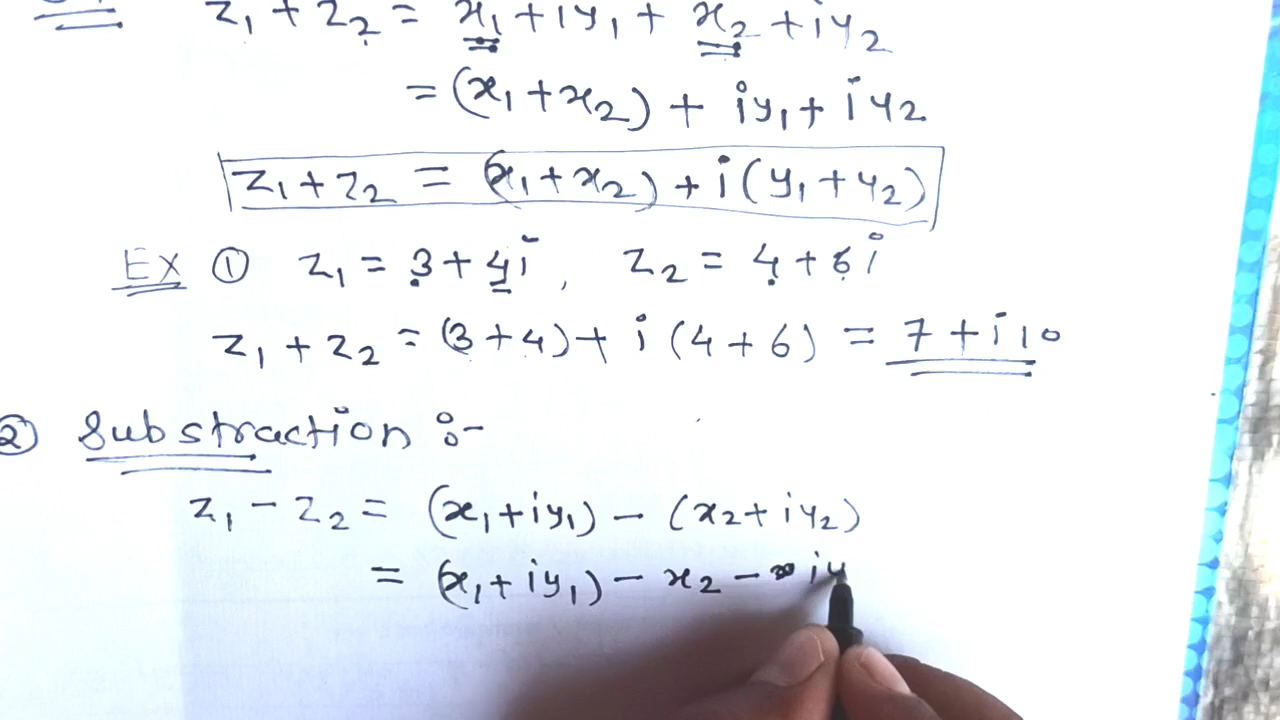 z₁ + z₂ = x₁ + iy₁ + x₂ + iy₂
= (x₁ + x₂) + iy₁ + iy₂
z₁ + z₂ = (x₁ + x₂) + i(y₁ + y₂)
Ex ① z₁ = 3 + 4i, z₂ = 4 + 6i
z₁ + z₂ = (3 + 4) + i(4 + 6) = 7 + i10
② Substraction :-
z₁ - z₂ = (x₁ + iy₁) - (x₂ + iy₂)
= (x₁ + iy₁) - x₂ - iy